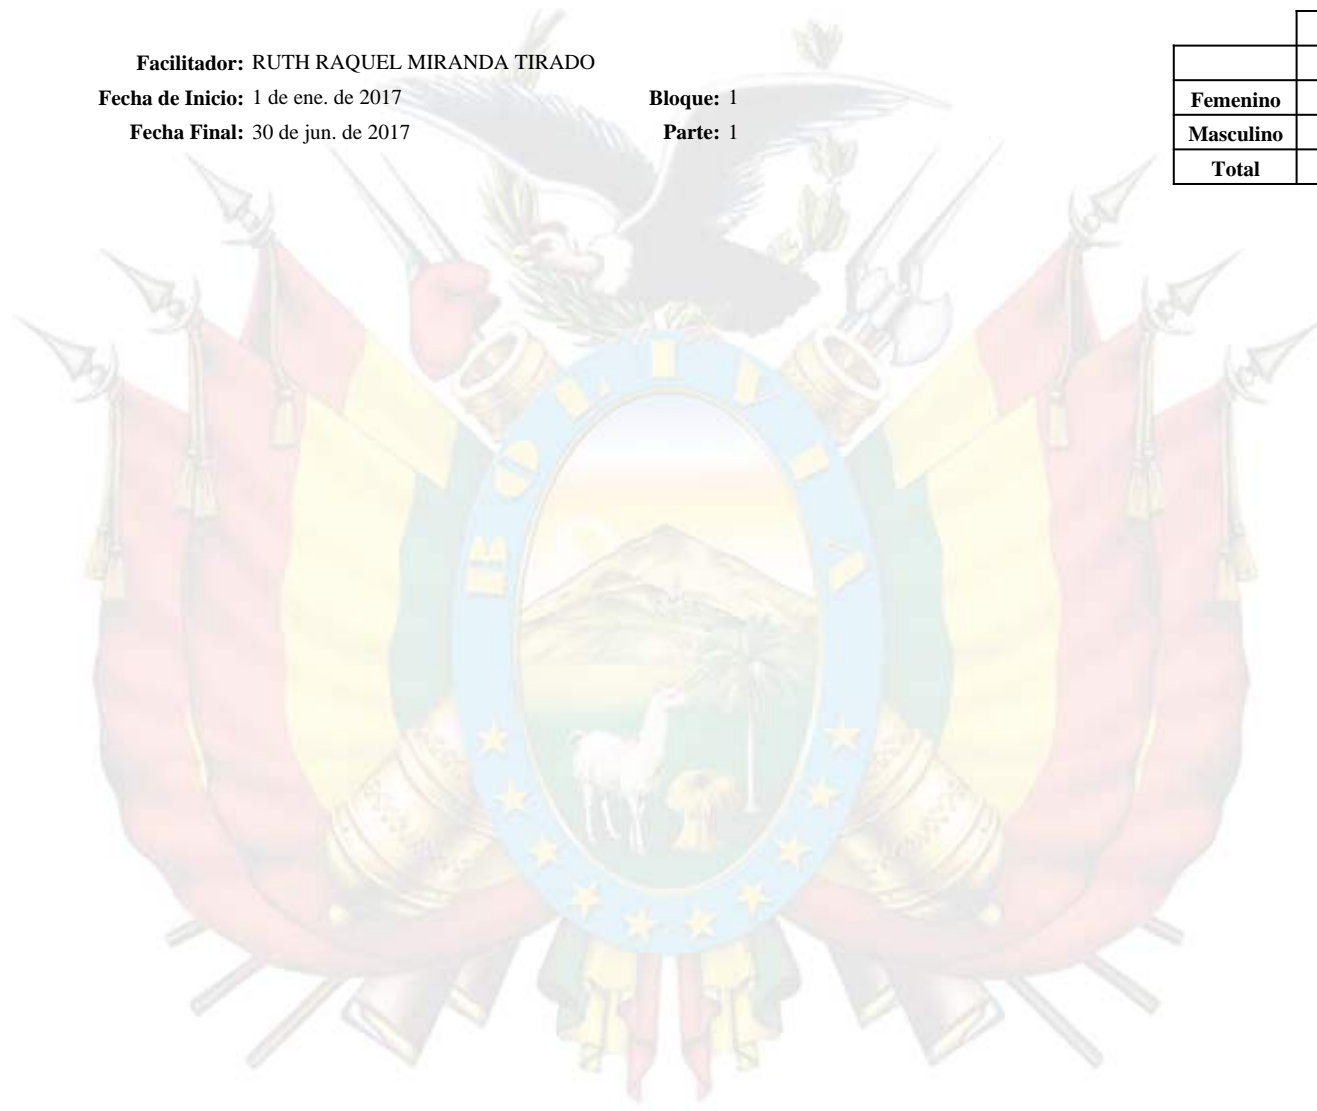 Facilitador: RUTH RAQUEL MIRANDA TIRADO
Fecha de Inicio: 1 de ene. de 2017 Bloque: 1
Fecha Final: 30 de jun. de 2017 Parte: 1
Femenino
Masculino
Total
BOLIVIA